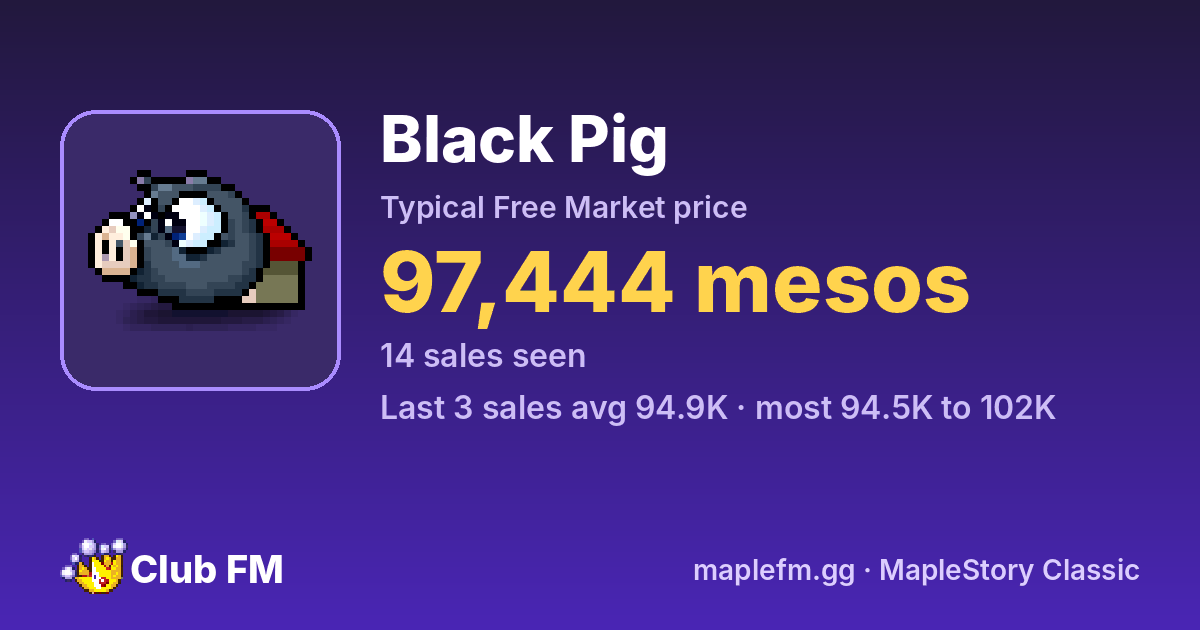 Black Pig
Typical Free Market price
97,444 mesos
14 sales seen
Last 3 sales avg 94.9K · most 94.5K to 102K
Club FM
maplefm.gg · MapleStory Classic